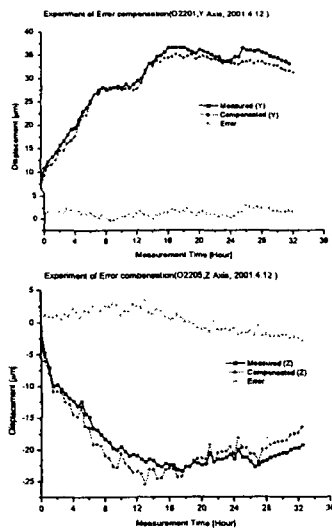 Experiment of Error compensation(O2201,Y Axis, 2001.4.12 )
40
35
30
25
20
15
10
5
0
Displacement [μm]
Measured (Y)
Compensated (Y)
Error
0 4 8 12 16 20 24 28 32 36
Measurement Time [Hour]
Experiment of Error compensation(O2205,Z Axis, 2001.4.12 )
5
0
-5
-10
-15
-20
-25
Displacement [μm]
Measured (Z)
Compensated (Z)
Error
0 4 8 12 16 20 24 28 32 36
Measurement Time [Hour]